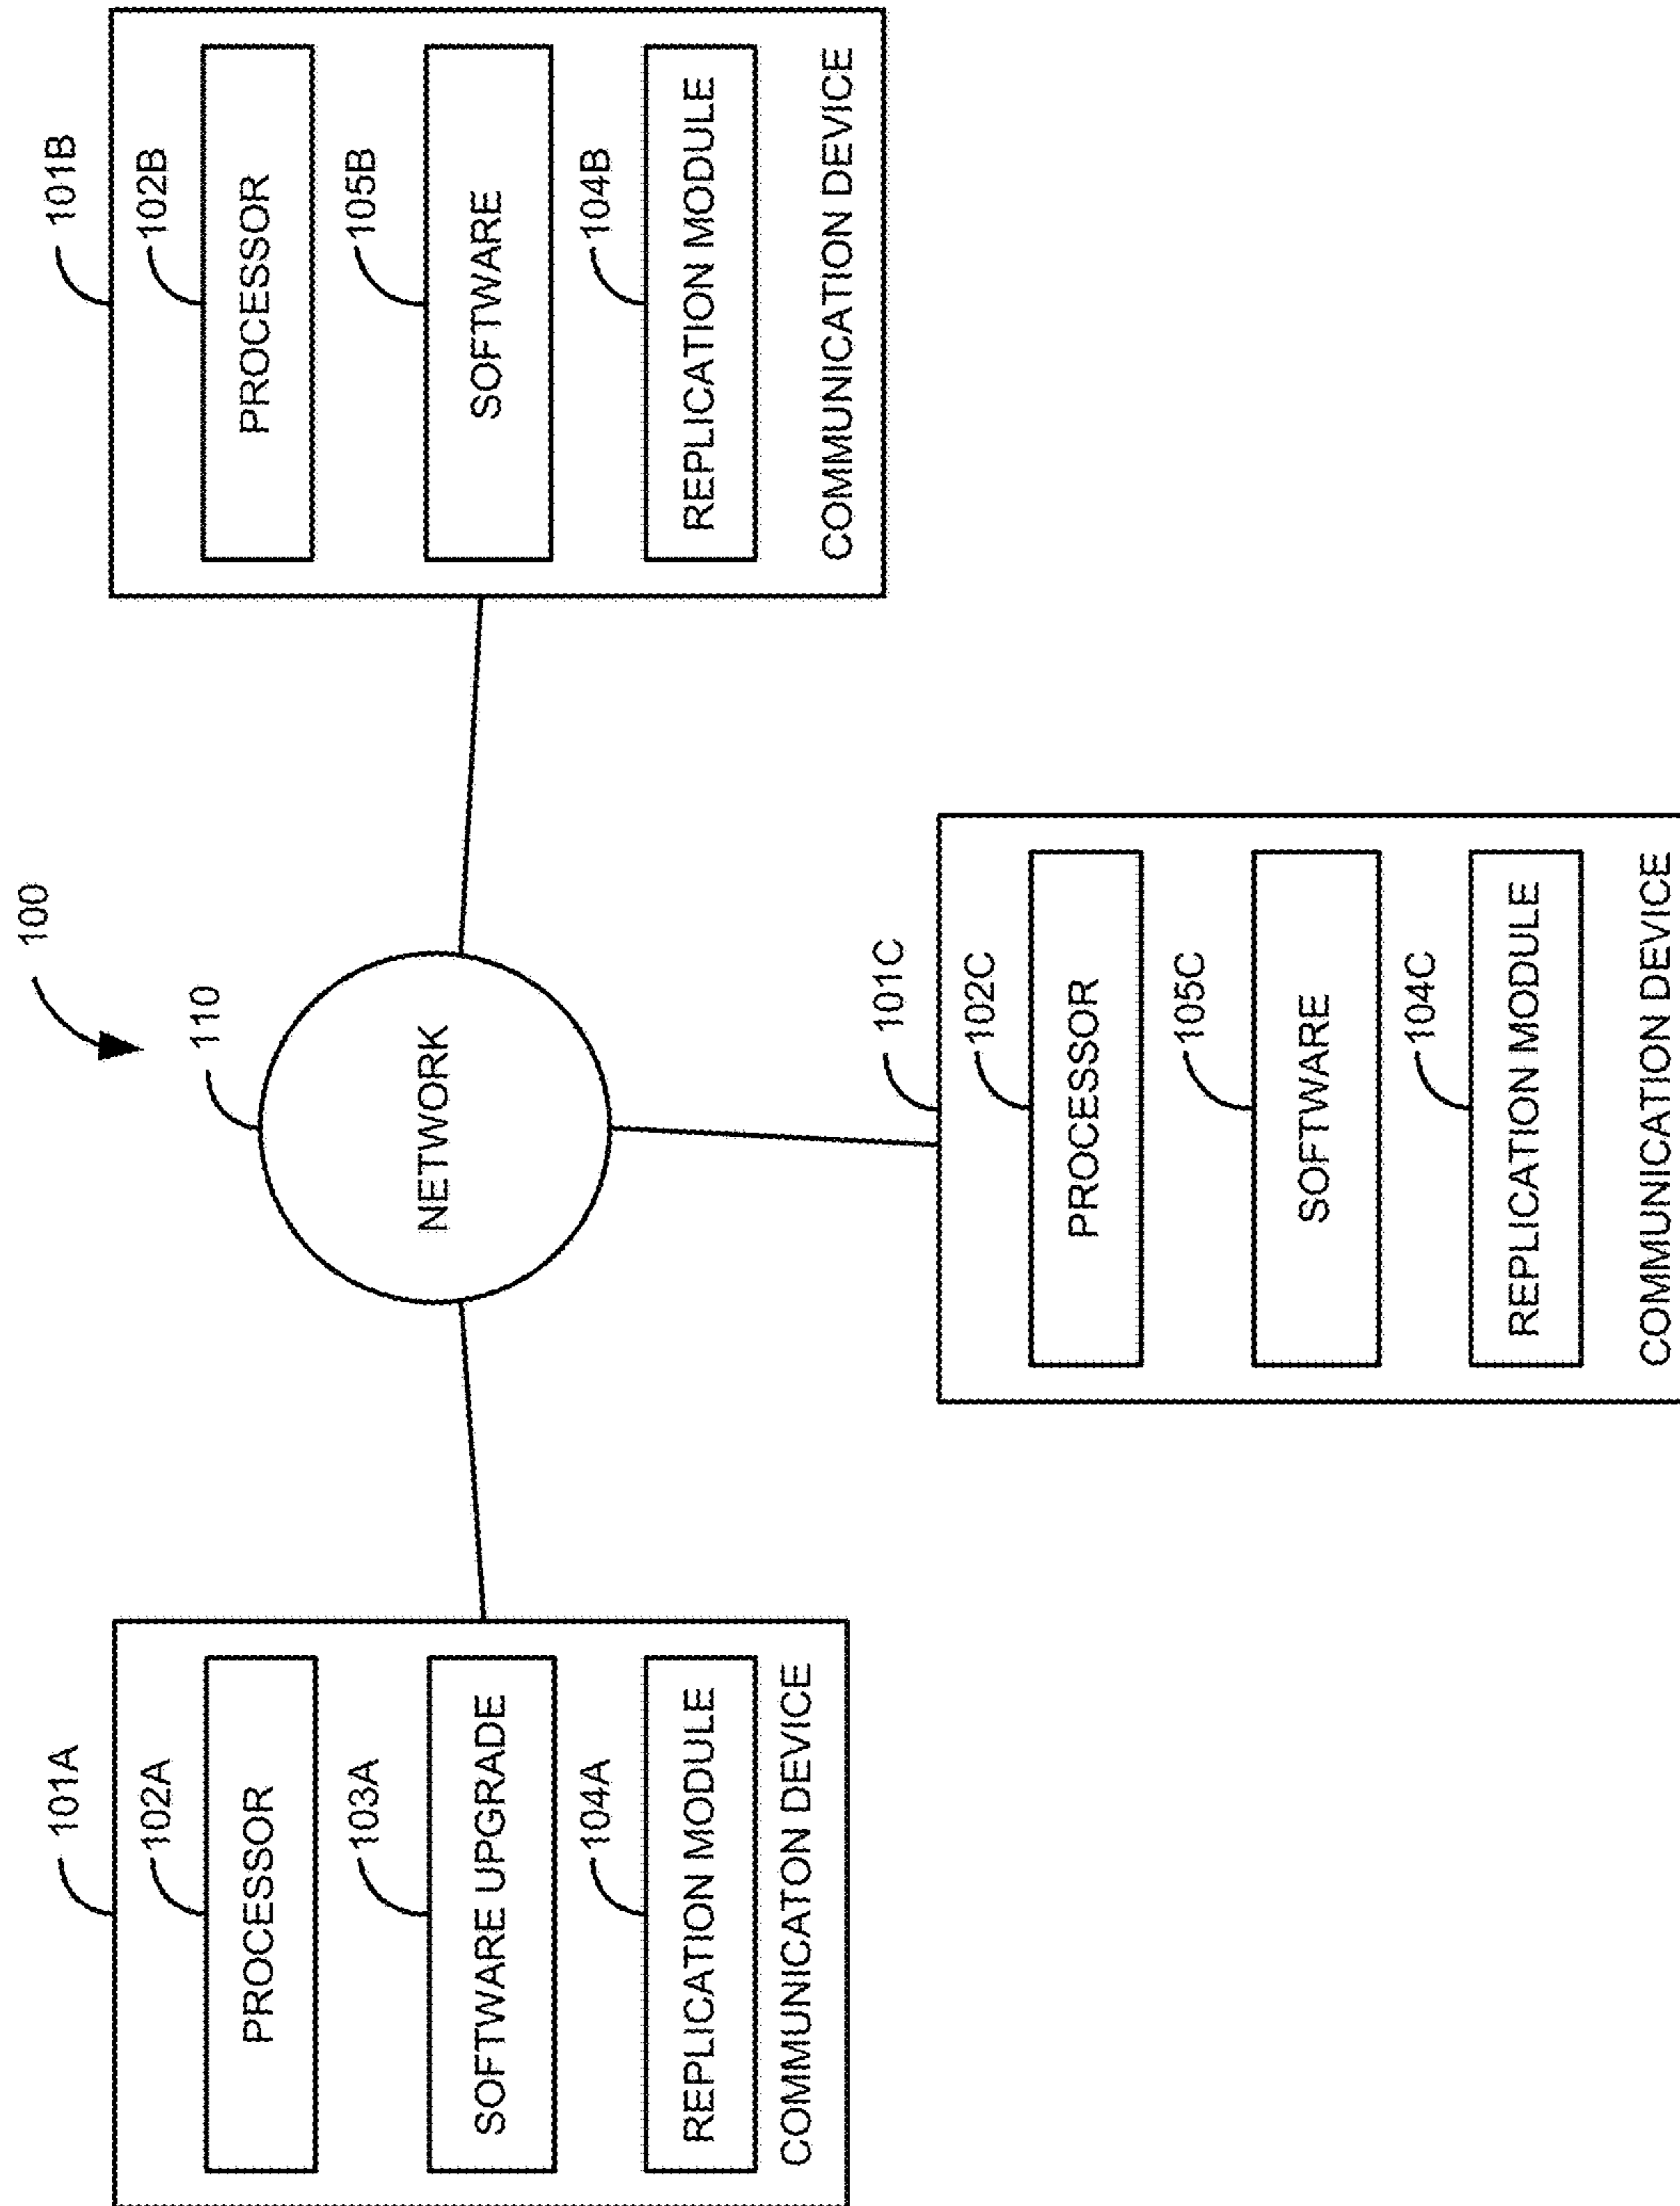 100
110
NETWORK
101A
102A
PROCESSOR
103A
SOFTWARE UPGRADE
104A
REPLICATION MODULE
COMMUNICATON DEVICE
101C
102C
PROCESSOR
105C
SOFTWARE
104C
REPLICATION MODULE
COMMUNICATION DEVICE
101B
102B
PROCESSOR
105B
SOFTWARE
104B
REPLICATION MODULE
COMMUNICATION DEVICE